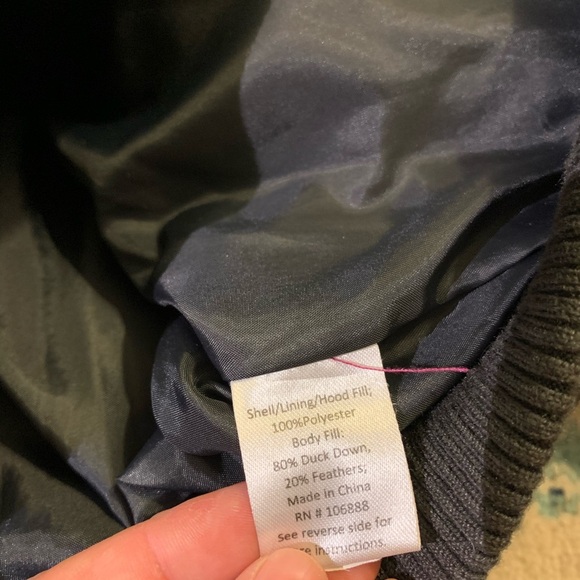 Shell/Lining/Hood Fill;
100%Polyester
Body Fill:
80% Duck Down,
20% Feathers;
Made in China
RN # 106888
See reverse side for
instructions.